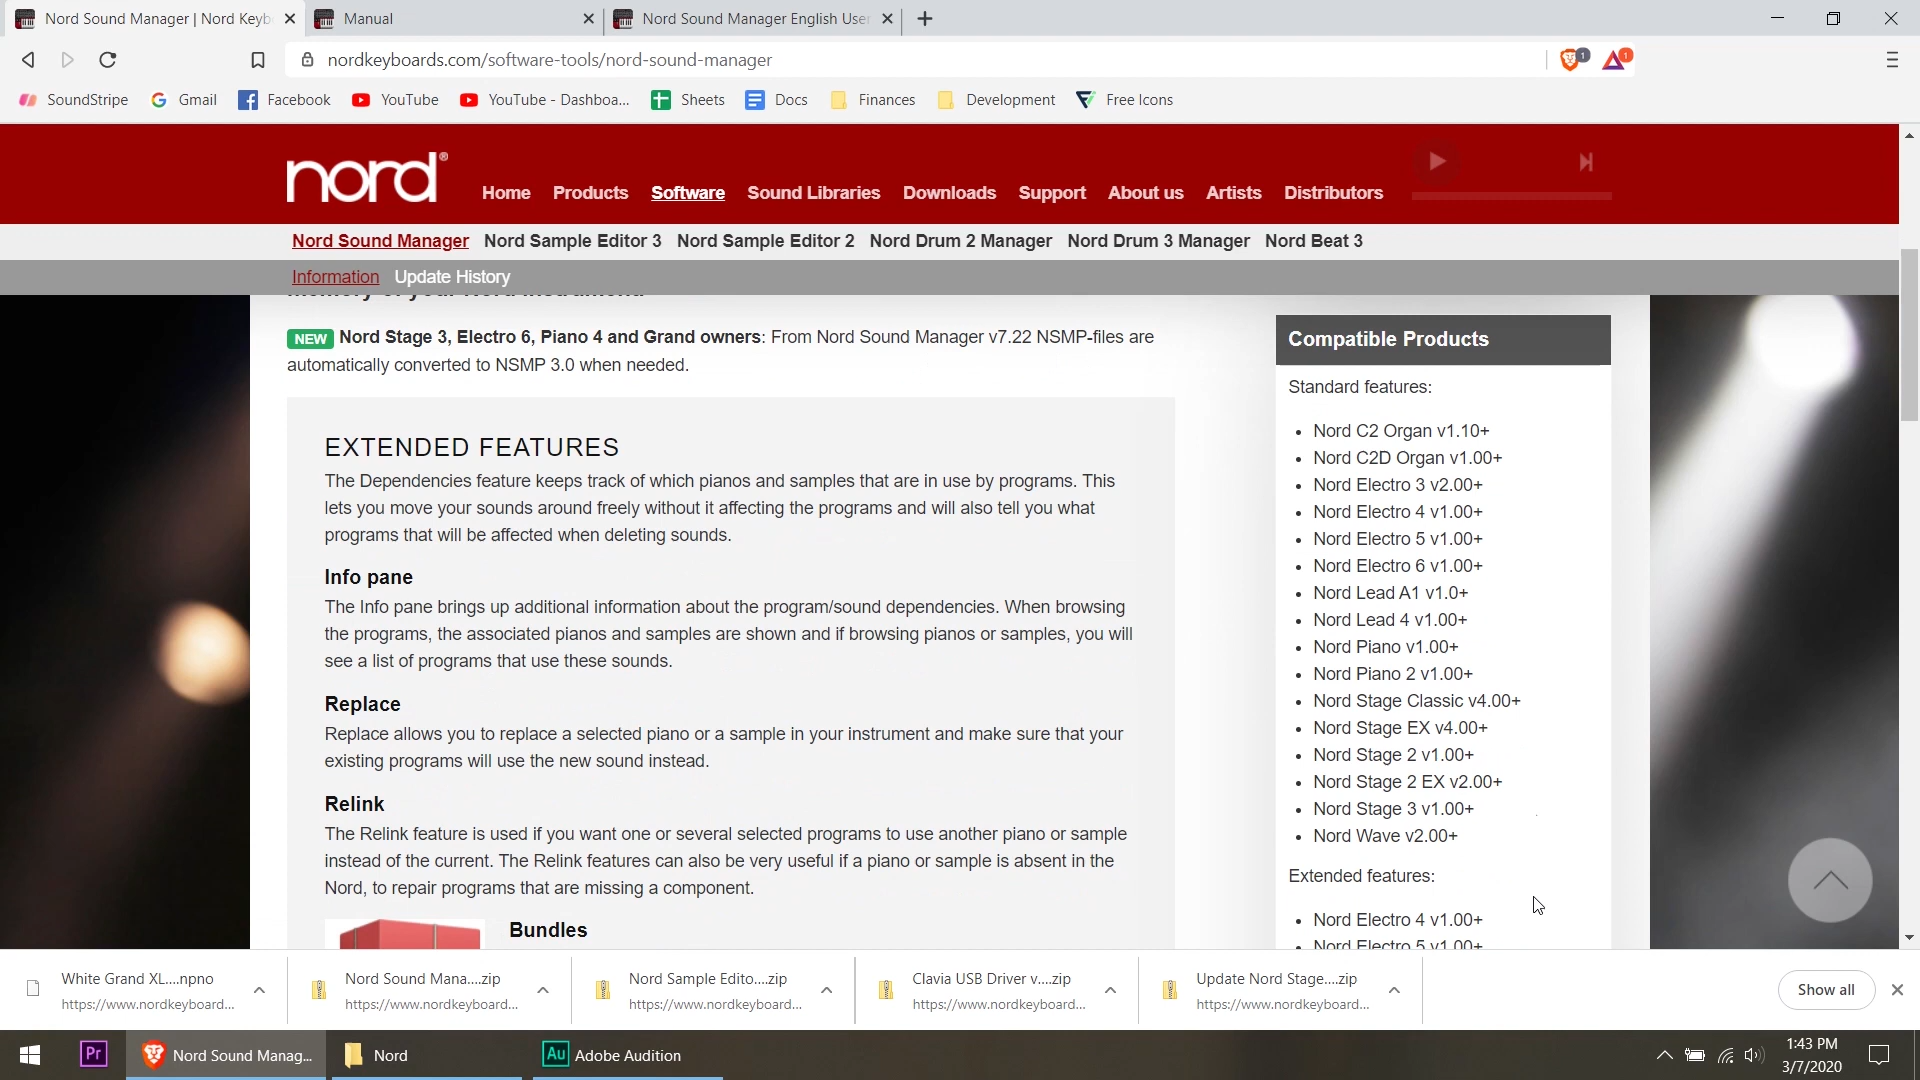 Nord Sound Manager | Nord Keyb
Manual
Nord Sound Manager English User
nordkeyboards.com/software-tools/nord-sound-manager
1
1
SoundStripe
Gmail
Facebook
YouTube
YouTube - Dashboa...
Sheets
Docs
Finances
Development
Free Icons
nord®
Home Products Software Sound Libraries Downloads Support About us Artists Distributors
Nord Sound Manager Nord Sample Editor 3 Nord Sample Editor 2 Nord Drum 2 Manager Nord Drum 3 Manager Nord Beat 3
Information Update History
memory of your Nord instrument.
NEW Nord Stage 3, Electro 6, Piano 4 and Grand owners: From Nord Sound Manager v7.22 NSMP-files are
automatically converted to NSMP 3.0 when needed.
EXTENDED FEATURES
The Dependencies feature keeps track of which pianos and samples that are in use by programs. This
lets you move your sounds around freely without it affecting the programs and will also tell you what
programs that will be affected when deleting sounds.
Info pane
The Info pane brings up additional information about the program/sound dependencies. When browsing
the programs, the associated pianos and samples are shown and if browsing pianos or samples, you will
see a list of programs that use these sounds.
Replace
Replace allows you to replace a selected piano or a sample in your instrument and make sure that your
existing programs will use the new sound instead.
Relink
The Relink feature is used if you want one or several selected programs to use another piano or sample
instead of the current. The Relink features can also be very useful if a piano or sample is absent in the
Nord, to repair programs that are missing a component.
Bundles
Compatible Products
Standard features:
Nord C2 Organ v1.10+
Nord C2D Organ v1.00+
Nord Electro 3 v2.00+
Nord Electro 4 v1.00+
Nord Electro 5 v1.00+
Nord Electro 6 v1.00+
Nord Lead A1 v1.0+
Nord Lead 4 v1.00+
Nord Piano v1.00+
Nord Piano 2 v1.00+
Nord Stage Classic v4.00+
Nord Stage EX v4.00+
Nord Stage 2 v1.00+
Nord Stage 2 EX v2.00+
Nord Stage 3 v1.00+
Nord Wave v2.00+
Extended features:
Nord Electro 4 v1.00+
Nord Electro 5 v1.00+
White Grand XL....npno
https://www.nordkeyboard...
Nord Sound Mana....zip
https://www.nordkeyboard...
Nord Sample Edito....zip
https://www.nordkeyboard...
Clavia USB Driver v....zip
https://www.nordkeyboard...
Update Nord Stage....zip
https://www.nordkeyboard...
Show all
Pr
Nord Sound Manag...
Nord
Au Adobe Audition
1:43 PM
3/7/2020